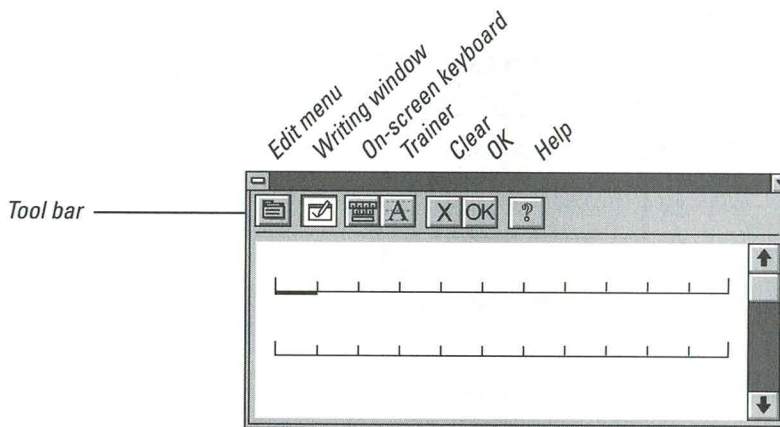 Edit menu
Writing window
On-screen keyboard
Trainer
Clear
OK
Help
Tool bar
A X OK ?